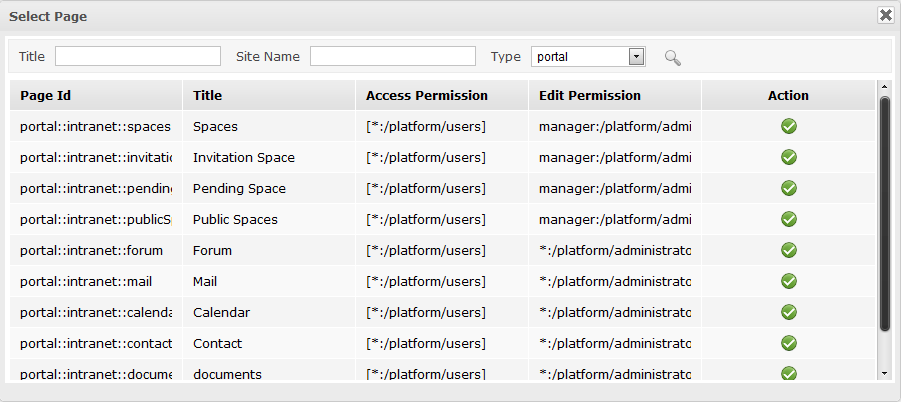 Select Page
Title Site Name Type portal
Page Id Title Access Permission Edit Permission Action
portal::intranet::spaces Spaces [*:/platform/users] manager:/platform/admi
portal::intranet::invitatic Invitation Space [*:/platform/users] manager:/platform/admi
portal::intranet::pending Pending Space [*:/platform/users] manager:/platform/admi
portal::intranet::publicS Public Spaces [*:/platform/users] manager:/platform/admi
portal::intranet::forum Forum [*:/platform/users] *:/platform/administrato
portal::intranet::mail Mail [*:/platform/users] *:/platform/administrato
portal::intranet::calenda Calendar [*:/platform/users] *:/platform/administrato
portal::intranet::contact Contact [*:/platform/users] *:/platform/administrato
portal::intranet::docume documents [*:/platform/users] *:/platform/administrato